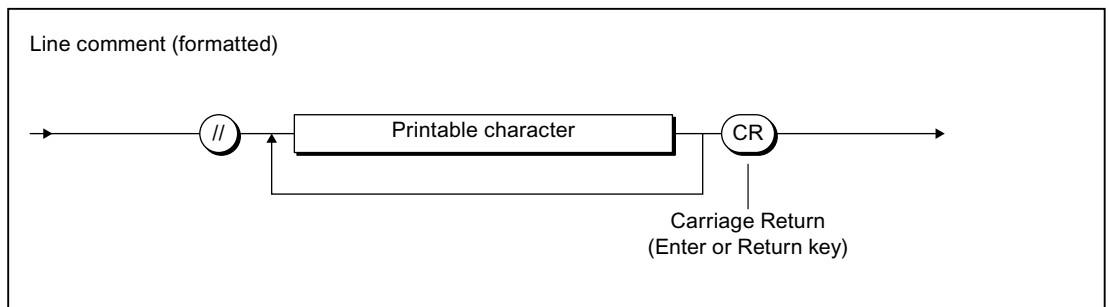 Line comment (formatted)
// Printable character CR
Carriage Return
(Enter or Return key)